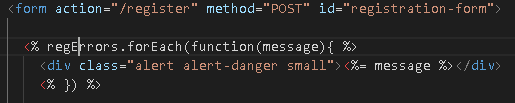 <form action="/register" method="POST" id="registration-form">
<% regErrors.forEach(function(message){ %>
<div class="alert alert-danger small"><%= message %></div>
<% }) %>